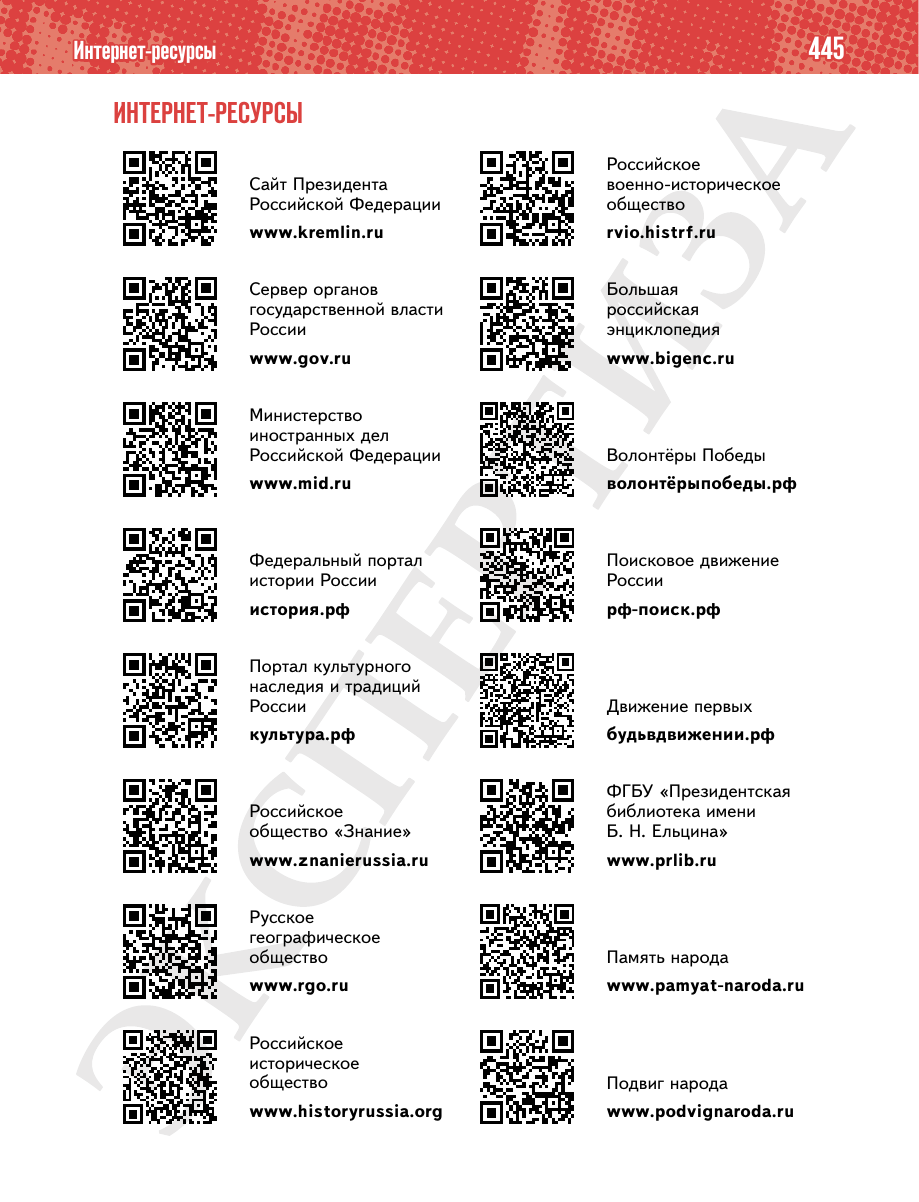 Интернет-ресурсы
445
ИНТЕРНЕТ-РЕСУРСЫ
Сайт Президента
Российской Федерации
www.kremlin.ru
Сервер органов
государственной власти
России
www.gov.ru
Министерство
иностранных дел
Российской Федерации
www.mid.ru
Федеральный портал
истории России
история.рф
Портал культурного
наследия и традиций
России
культура.рф
Российское
общество «Знание»
www.znanierussia.ru
Русское
географическое
общество
www.rgo.ru
Российское
историческое
общество
www.historyrussia.org
Российское
военно-историческое
общество
rvio.histrf.ru
Большая
российская
энциклопедия
www.bigenc.ru
Волонтёры Победы
волонтёрыпобеды.рф
Поисковое движение
России
рф-поиск.рф
Движение первых
будьвдвижении.рф
ФГБУ «Президентская
библиотека имени
Б. Н. Ельцина»
www.prlib.ru
Память народа
www.pamyat-naroda.ru
Подвиг народа
www.podvignaroda.ru
ЭКСПЕРТИЗА